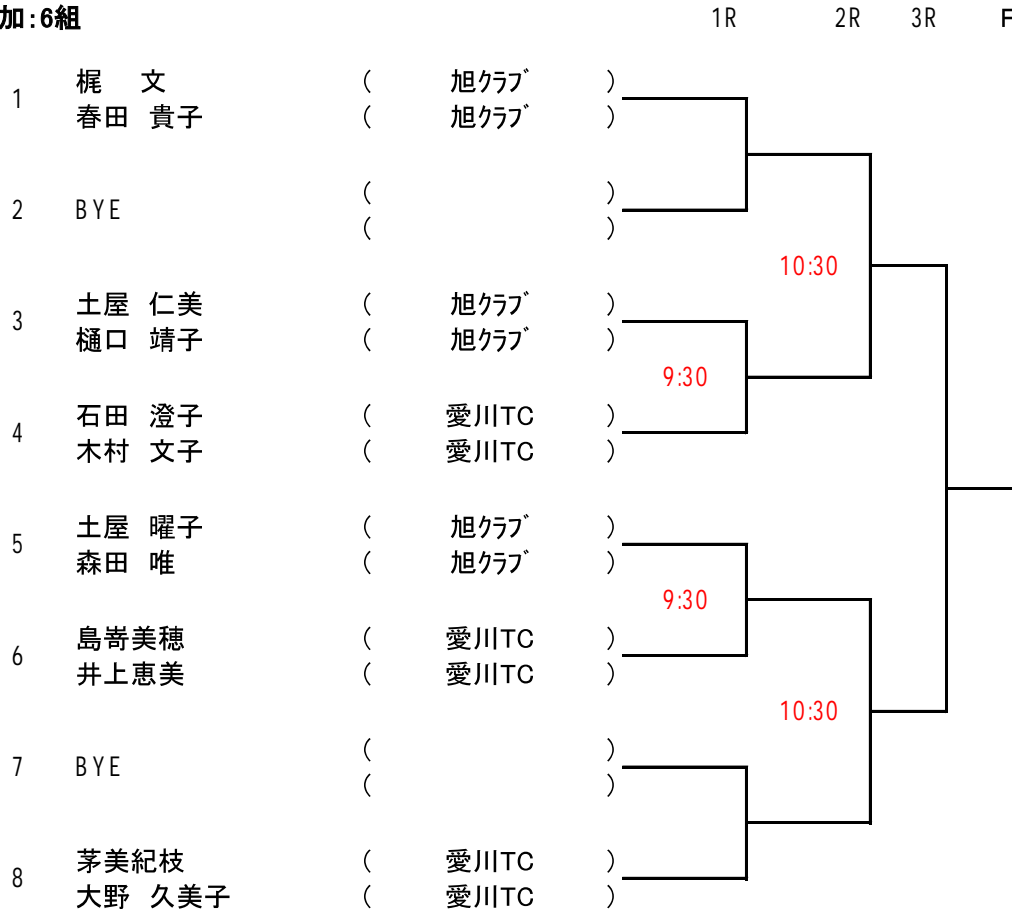 加:6組 1R 2R 3R F
1 梶 文 ( 旭ｸﾗﾌﾞ )
春田 貴子 ( 旭ｸﾗﾌﾞ )
2 BYE ( )
( )
10:30
3 土屋 仁美 ( 旭ｸﾗﾌﾞ )
樋口 靖子 ( 旭ｸﾗﾌﾞ )
9:30
4 石田 澄子 ( 愛川TC )
木村 文子 ( 愛川TC )
5 土屋 曜子 ( 旭ｸﾗﾌﾞ )
森田 唯 ( 旭ｸﾗﾌﾞ )
9:30
6 島嵜美穂 ( 愛川TC )
井上恵美 ( 愛川TC )
10:30
7 BYE ( )
( )
8 茅美紀枝 ( 愛川TC )
大野 久美子 ( 愛川TC )